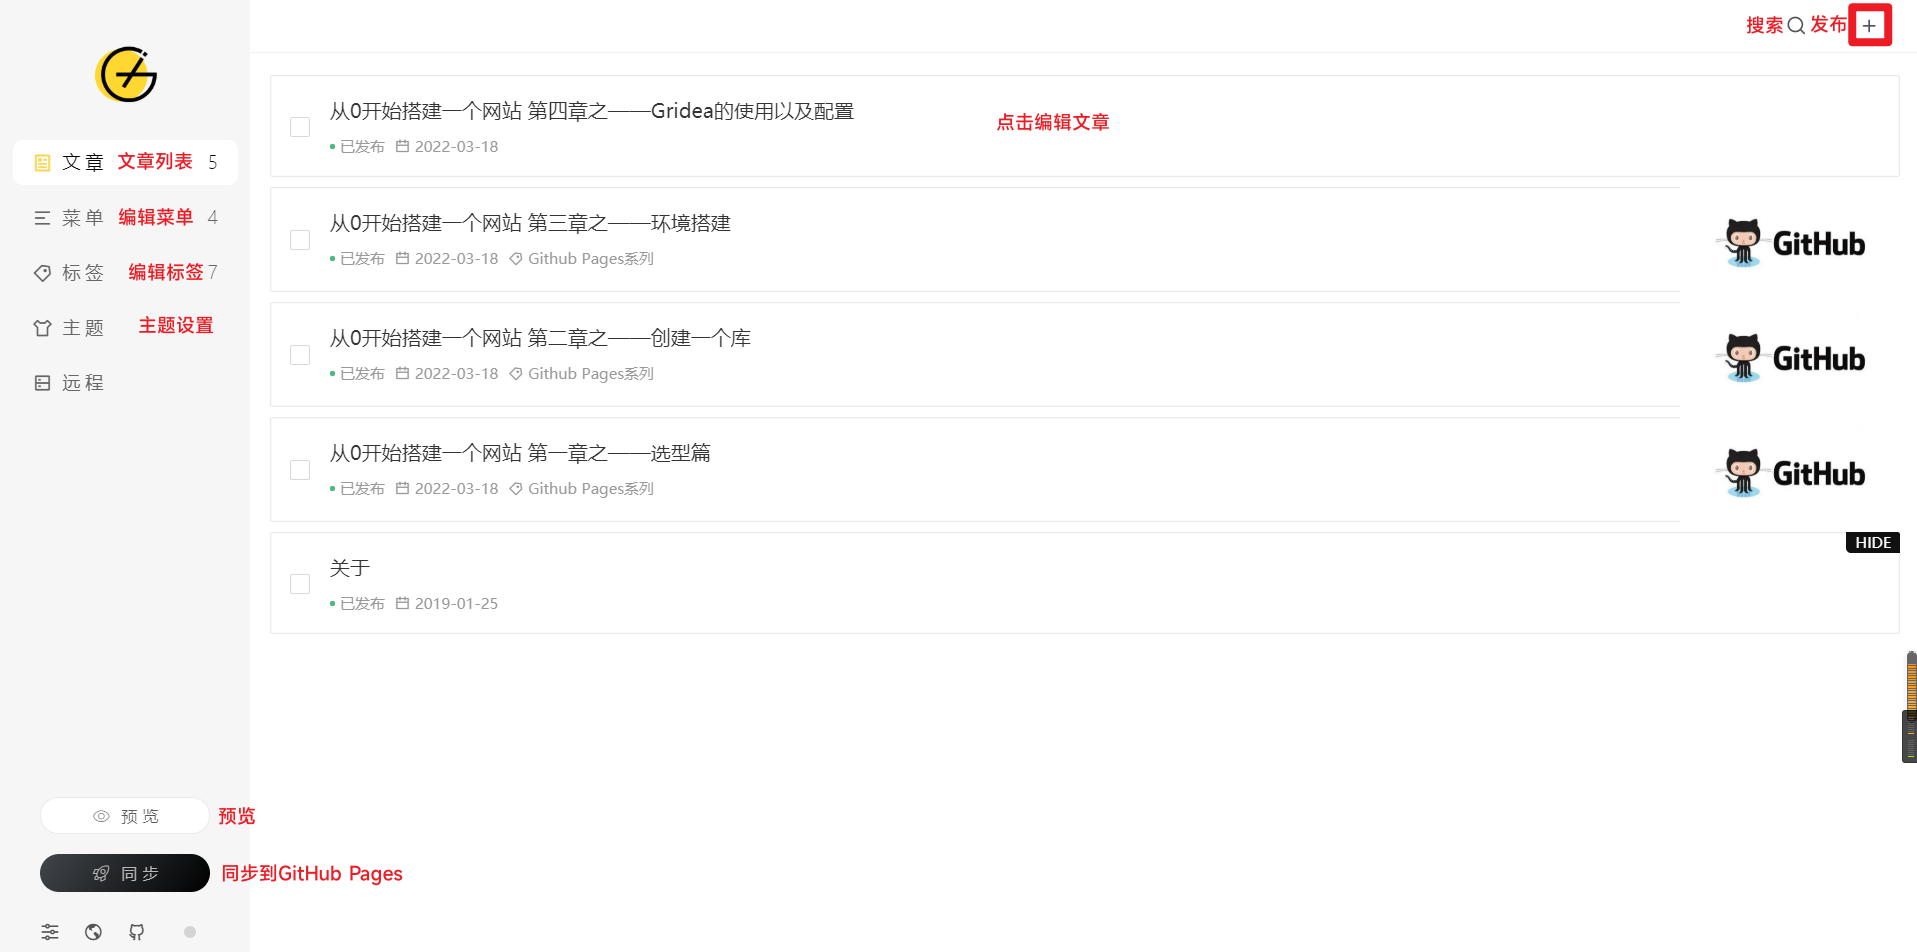 搜索 发布
文章 文章列表 5
菜单 编辑菜单 4
标签 编辑标签 7
主题 主题设置
远程
从0开始搭建一个网站 第四章之——Gridea的使用以及配置
已发布 2022-03-18
点击编辑文章
从0开始搭建一个网站 第三章之——环境搭建
已发布 2022-03-18 Github Pages系列
GitHub
从0开始搭建一个网站 第二章之——创建一个库
已发布 2022-03-18 Github Pages系列
GitHub
从0开始搭建一个网站 第一章之——选型篇
已发布 2022-03-18 Github Pages系列
GitHub
HIDE
关于
已发布 2019-01-25
预览 预览
同步 同步到GitHub Pages